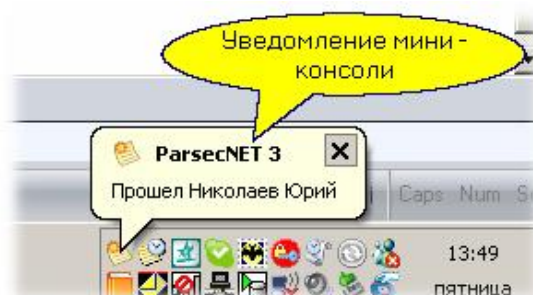 Уведомление мини -
консоли
ParsecNET 3
Прошел Николаев Юрий
Caps Num
13:49
пятница